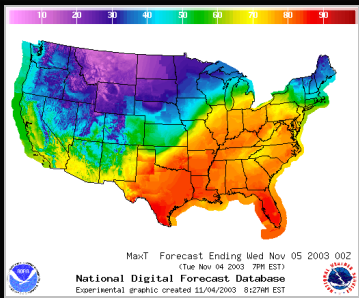 10 20 30 40 50 60 70 80 90
MaxT Forecast Ending Wed Nov 05 2003 00Z
(Tue Nov 04 2003 7PM EST)
National Digital Forecast Database
Experimental graphic created 11/04/2003 8:27AM EST
NOAA